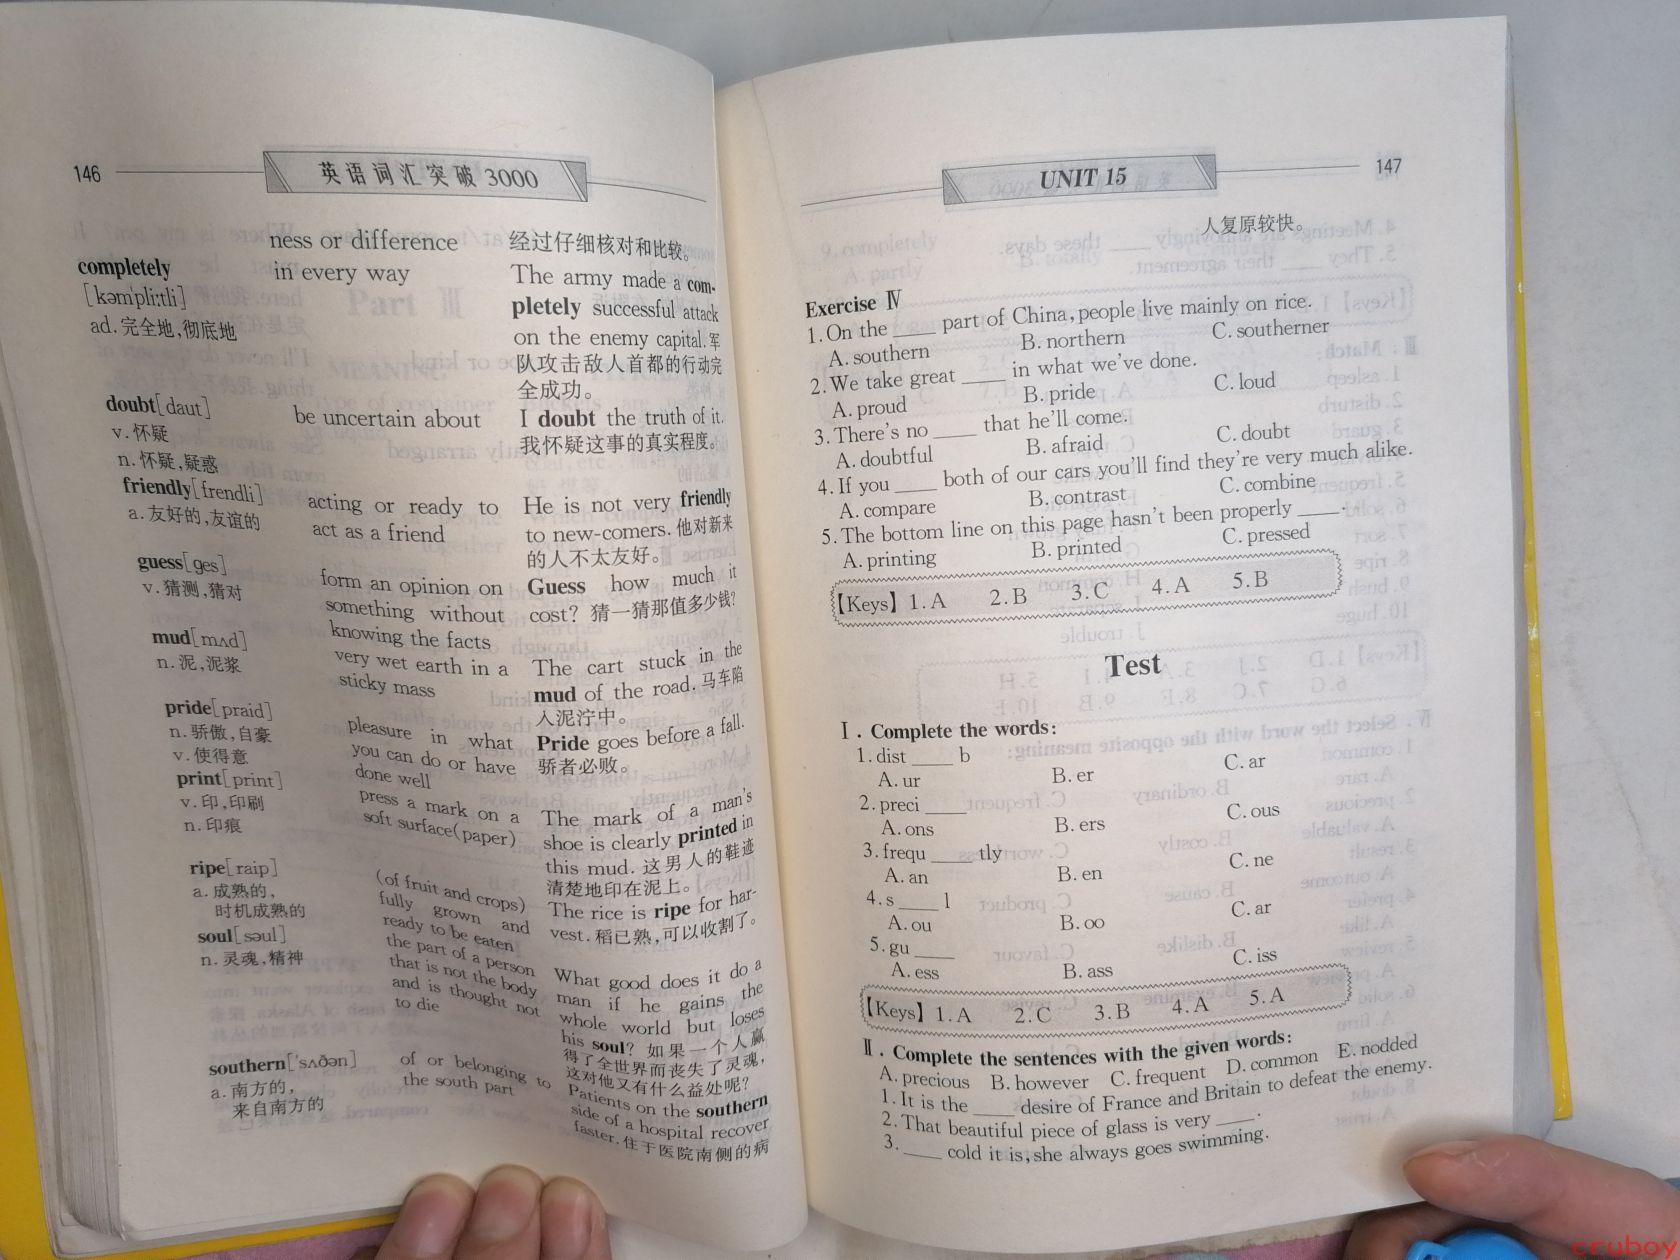 146
英语词汇突破 3000
ness or difference
in every way
经过仔细核对和比较。
completely
[kəm'pli:tli]
ad. 完全地,彻底地
The army made a com-
pletely successful attack
on the enemy capital. 军
队攻击敌人首都的行动完
全成功。
doubt[daut]
v. 怀疑
n. 怀疑,疑惑
be uncertain about
I doubt the truth of it.
我怀疑这事的真实程度。
friendly[frendli]
a. 友好的,友谊的
acting or ready to
act as a friend
He is not very friendly
to new-comers. 他对新来
的人不太友好。
guess[ges]
v. 猜测,猜对
form an opinion on
something without
knowing the facts
Guess how much it
cost? 猜一猜那值多少钱?
mud[mʌd]
n. 泥,泥浆
very wet earth in a
sticky mass
The cart stuck in the
mud of the road. 马车陷
入泥泞中。
pride[praid]
n. 骄傲,自豪
v. 使得意
pleasure in what
you can do or have
done well
Pride goes before a fall.
骄者必败。
print[print]
v. 印,印刷
n. 印痕
press a mark on a
soft surface(paper)
The mark of a man's
shoe is clearly printed in
this mud. 这男人的鞋迹
清楚地印在泥上。
ripe[raip]
a. 成熟的,
时机成熟的
(of fruit and crops)
fully grown and
ready to be eaten
The rice is ripe for har-
vest. 稻已熟,可以收割了。
soul[səul]
n. 灵魂,精神
the part of a person
that is not the body
and is thought not
to die
What good does it do a
man if he gains the
whole world but loses
his soul? 如果一个人赢
得了全世界而丧失了灵魂,
这对他又有什么益处呢?
southern['sʌðən]
a. 南方的,
来自南方的
of or belonging to
the south part
Patients on the southern
side of a hospital recover
faster. 住于医院南侧的病
UNIT 15
147
人复原较快。
Exercise Ⅳ
1. On the ____ part of China, people live mainly on rice.
A. southern B. northern C. southerner
2. We take great ____ in what we've done.
A. proud B. pride C. loud
3. There's no ____ that he'll come.
A. doubtful B. afraid C. doubt
4. If you ____ both of our cars you'll find they're very much alike.
A. compare B. contrast C. combine
5. The bottom line on this page hasn't been properly ____.
A. printing B. printed C. pressed
【Keys】1. A 2. B 3. C 4. A 5. B
Test
Ⅰ. Complete the words:
1. dist ____ b
A. ur B. er C. ar
2. preci ____
A. ons B. ers C. ous
3. frequ ____ tly
A. an B. en C. ne
4. s ____ l
A. ou B. oo C. ar
5. gu ____
A. ess B. ass C. iss
【Keys】1. A 2. C 3. B 4. A 5. A
Ⅱ. Complete the sentences with the given words:
A. precious B. however C. frequent D. common E. nodded
1. It is the ____ desire of France and Britain to defeat the enemy.
2. That beautiful piece of glass is very ____.
3. ____ cold it is, she always goes swimming.
cruboy